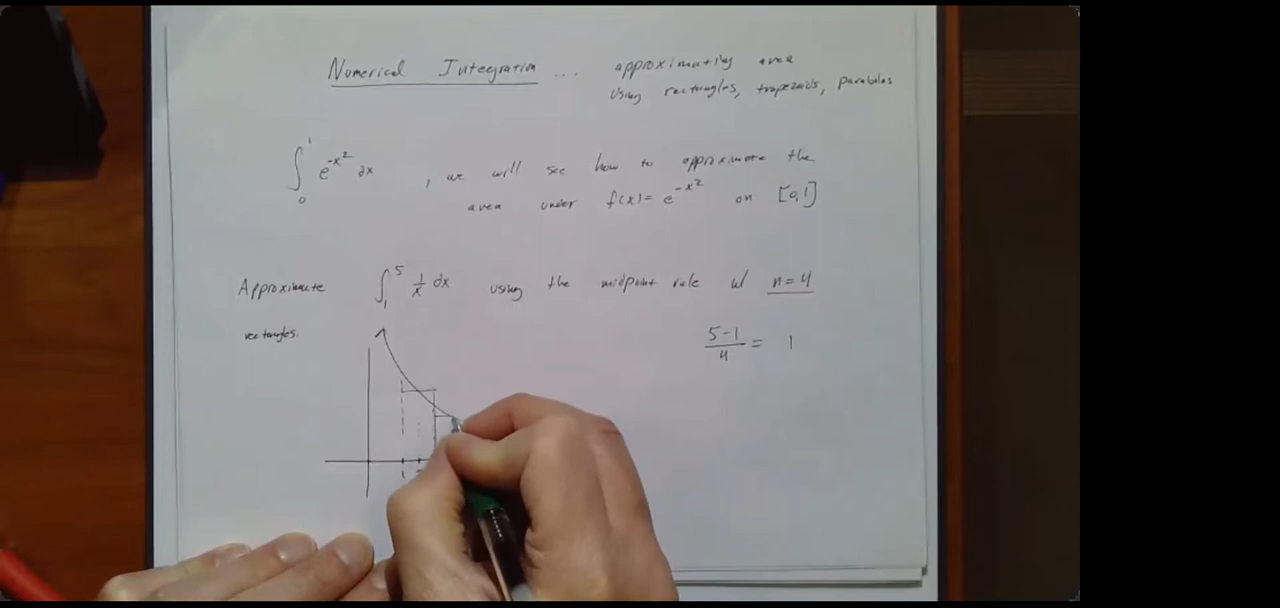 Numerical Integration ... approximating area
using rectangles, trapezoids, parabolas
∫₀¹ e^{-x²} dx , we will see how to approximate the
area under f(x) = e^{-x²} on [0,1]
Approximate ∫₁⁵ 1/x dx using the midpoint rule w/ n=4
rectangles.
(5-1)/4 = 1